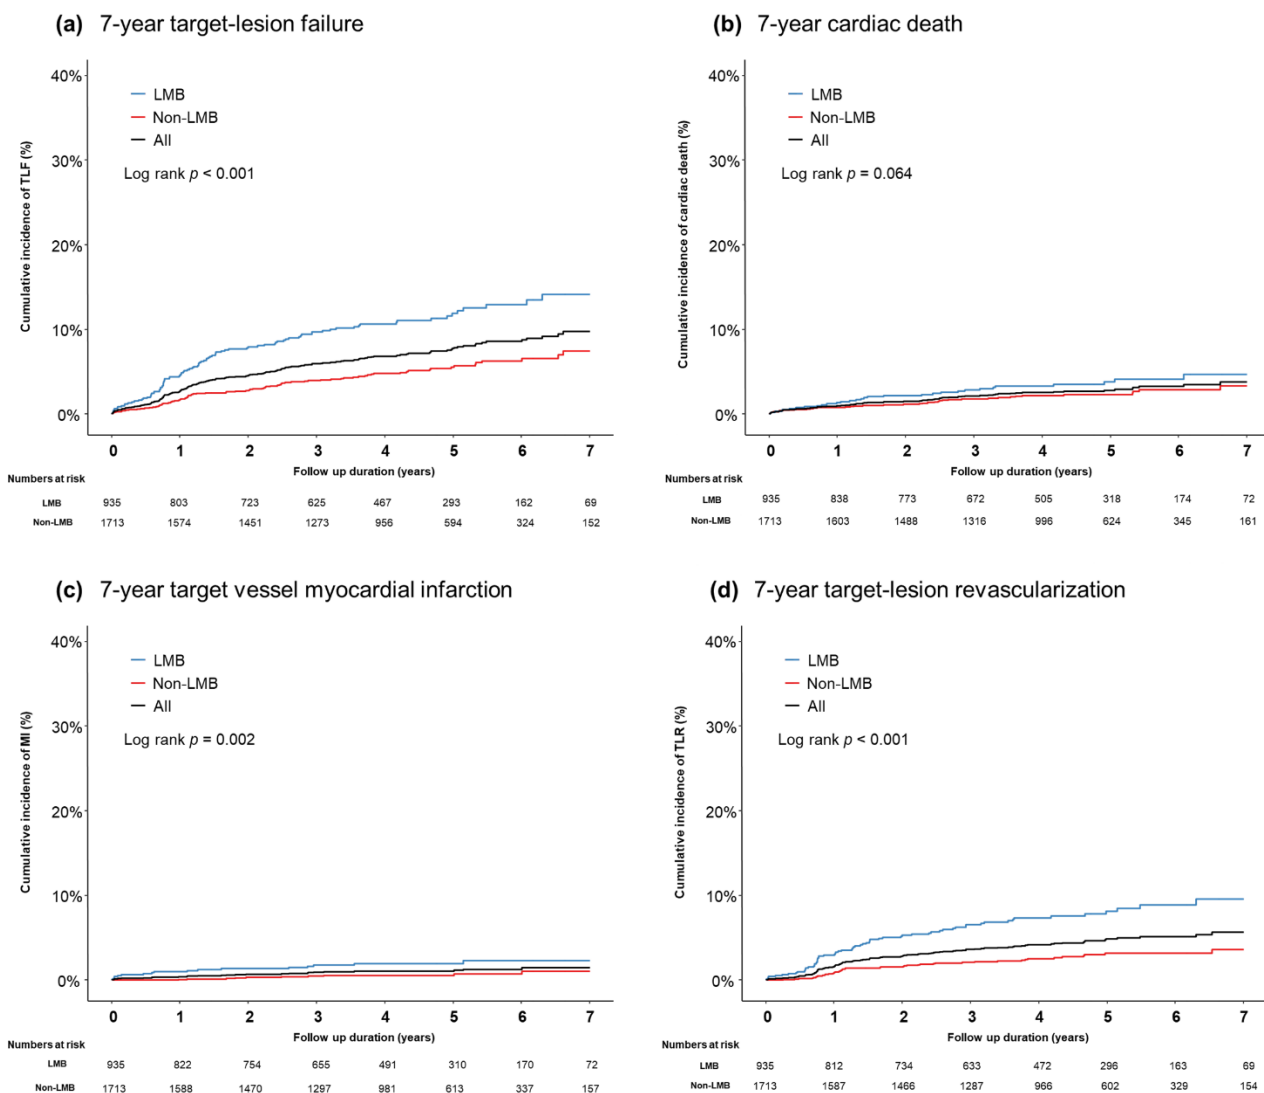 (a) 7-year target-lesion failure
Cumulative incidence of TLF (%)
40%
30%
20%
10%
0%
LMB
Non-LMB
All
Log rank p < 0.001
0 1 2 3 4 5 6 7
Follow up duration (years)
Numbers at risk
LMB 935 803 723 625 467 293 162 69
Non-LMB 1713 1574 1451 1273 956 594 324 152
(b) 7-year cardiac death
Cumulative incidence of cardiac death (%)
40%
30%
20%
10%
0%
LMB
Non-LMB
All
Log rank p = 0.064
0 1 2 3 4 5 6 7
Follow up duration (years)
Numbers at risk
LMB 935 838 773 672 505 318 174 72
Non-LMB 1713 1603 1488 1316 996 624 345 161
(c) 7-year target vessel myocardial infarction
Cumulative incidence of MI (%)
40%
30%
20%
10%
0%
LMB
Non-LMB
All
Log rank p = 0.002
0 1 2 3 4 5 6 7
Follow up duration (years)
Numbers at risk
LMB 935 822 754 655 491 310 170 72
Non-LMB 1713 1588 1470 1297 981 613 337 157
(d) 7-year target-lesion revascularization
Cumulative incidence of TLR (%)
40%
30%
20%
10%
0%
LMB
Non-LMB
All
Log rank p < 0.001
0 1 2 3 4 5 6 7
Follow up duration (years)
Numbers at risk
LMB 935 812 734 633 472 296 163 69
Non-LMB 1713 1587 1466 1287 966 602 329 154